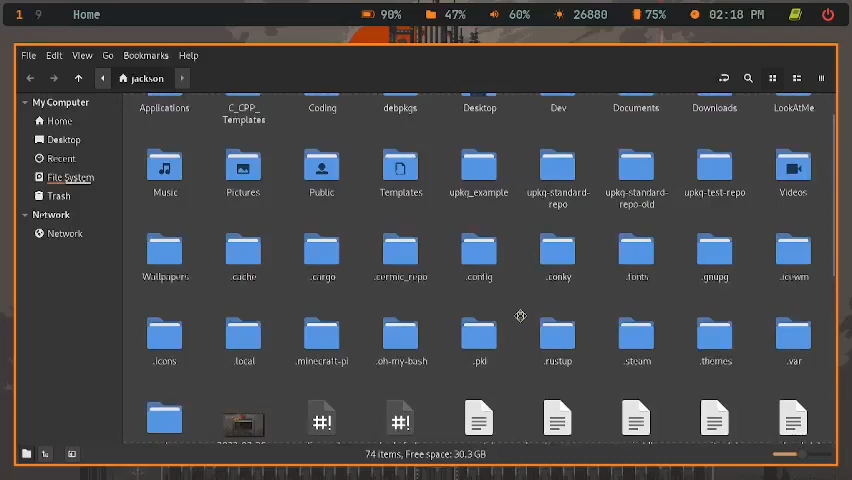 1 9 Home 90% 47% 60% 26880 75% 02:18 PM
File Edit View Go Bookmarks Help
jackson
My Computer
Home
Desktop
Recent
File System
Trash
Network
Network
Applications C_CPP_ Coding debpkgs Desktop Dev Documents Downloads LookAtMe
Templates
Music Pictures Public Templates upkg_example upkg-standard- upkg-standard- upkg-test-repo Videos
repo repo-old
Wallpapers .cache .cargo .cermic_repo .config .conky .fonts .gnupg .icewm
.icons .local .minecraft-pi .oh-my-bash .pki .rustup .steam .themes .var
#! #!
74 items, Free space: 30.3 GB